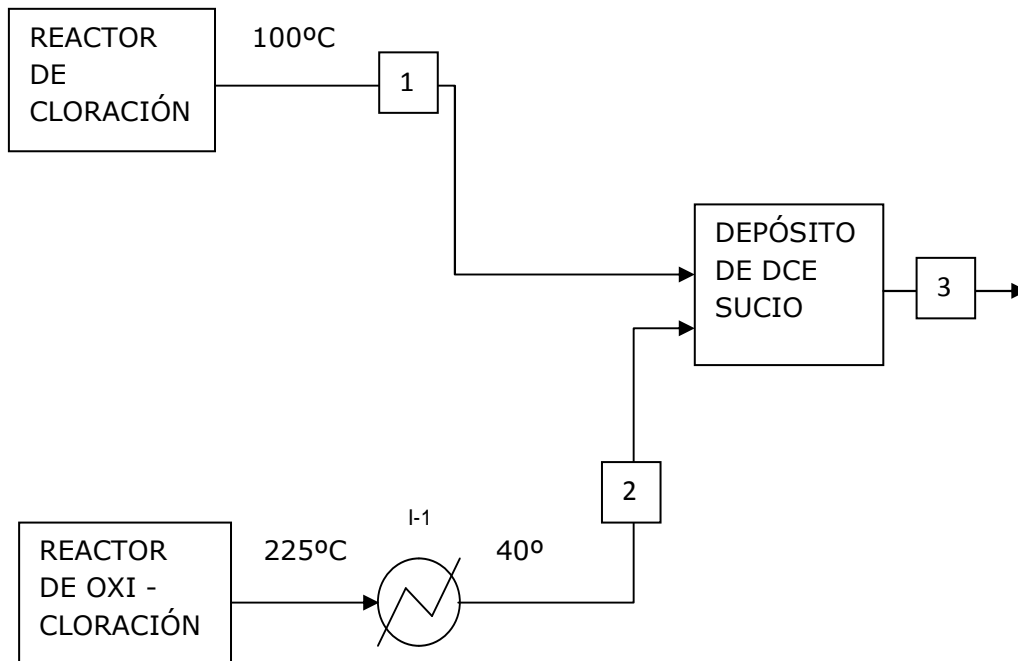 REACTOR
DE
CLORACIÓN
100ºC
1
DEPÓSITO
DE DCE
SUCIO
3
2
I-1
REACTOR
DE OXI -
CLORACIÓN
225ºC
40º